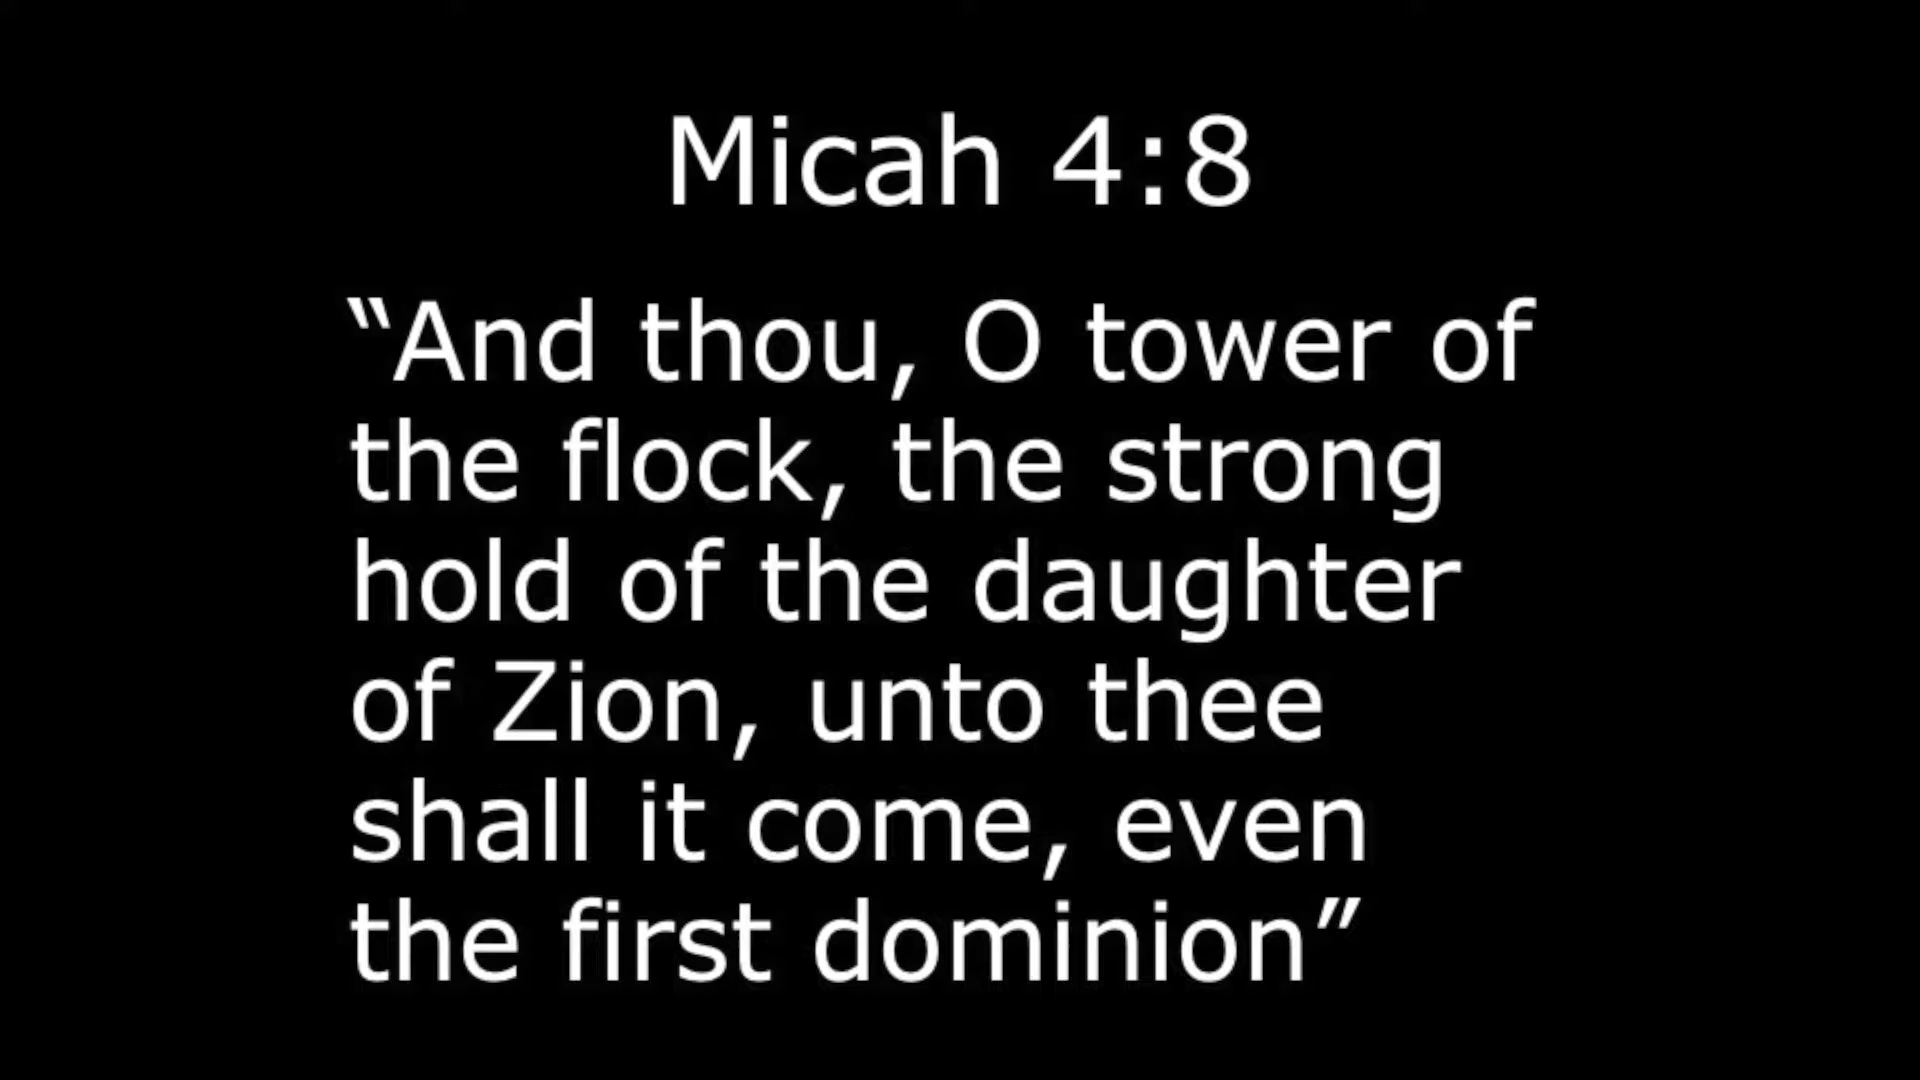 Micah 4:8
“And thou, O tower of
the flock, the strong
hold of the daughter
of Zion, unto thee
shall it come, even
the first dominion”